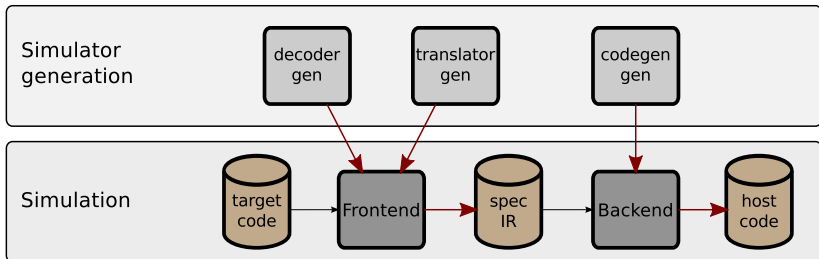 Simulator
generation
decoder
gen
translator
gen
codegen
gen
Simulation
target
code
Frontend
spec
IR
Backend
host
code